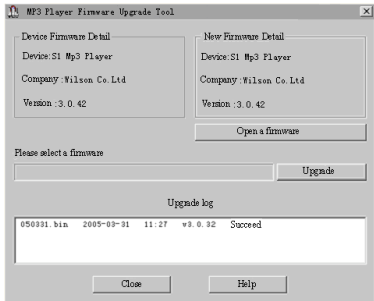 MP3 Player Firmware Upgrade Tool
Device Firmware Detail
Device:S1 Mp3 Player
Company :Wilson Co.Ltd
Version :3.0.42
New Firmware Detail
Device:S1 Mp3 Player
Company :Wilson Co.Ltd
Version :3.0.42
Open a firmware
Please select a firmware
Upgrade
Upgrade log
050331.bin 2005-03-31 11:27 v3.0.32 Succeed
Close
Help